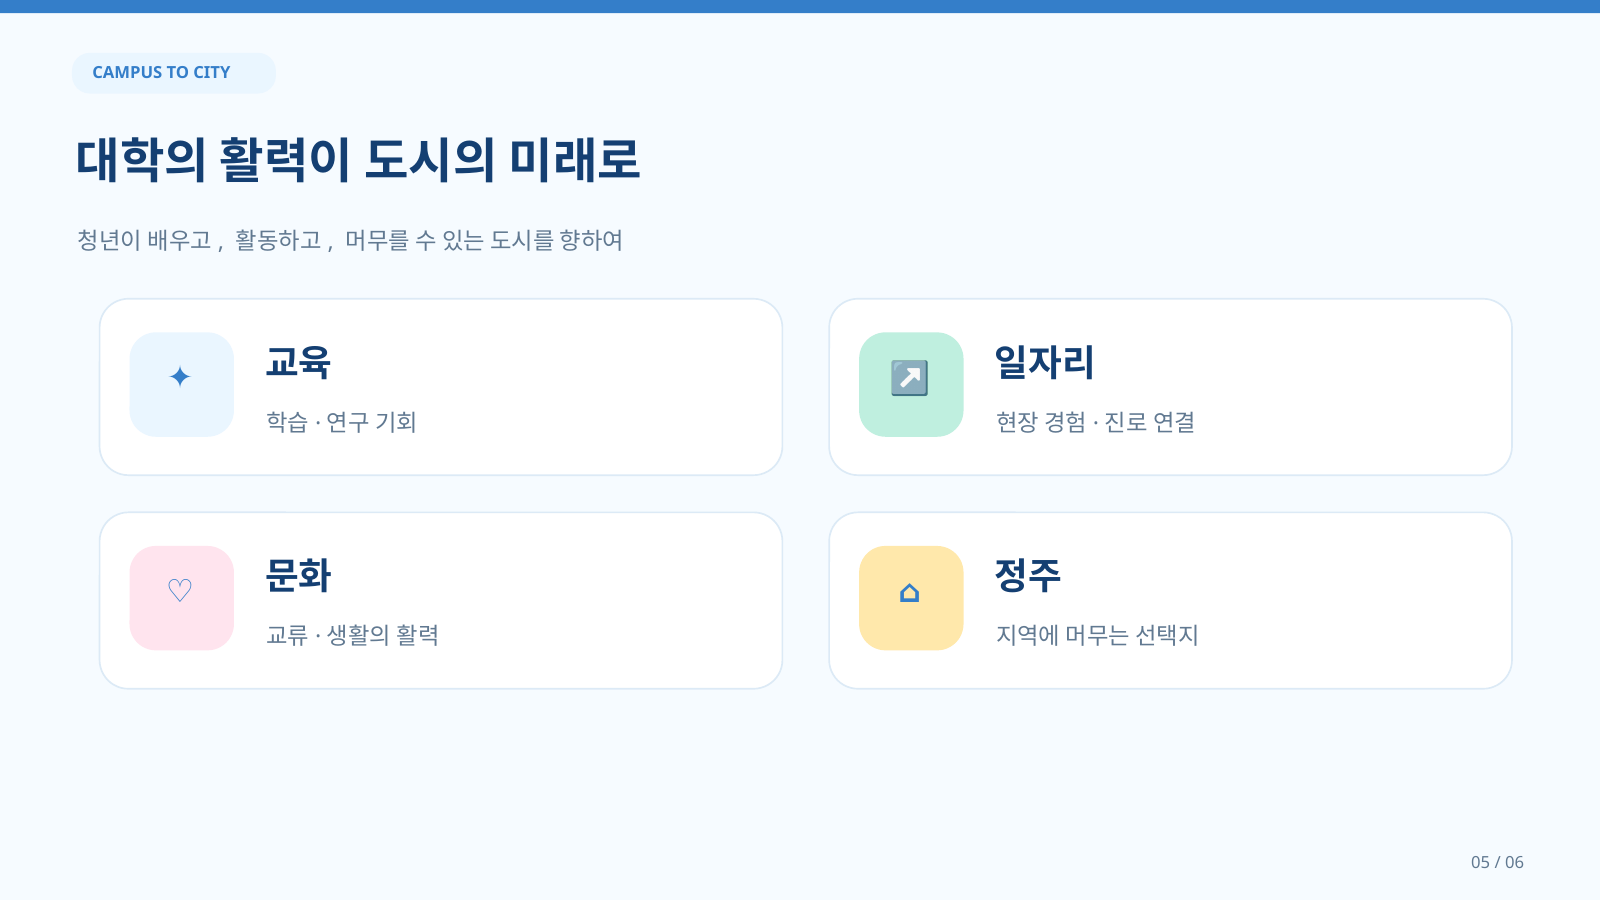 CAMPUS TO CITY
대학의 활력이 도시의 미래로
청년이 배우고 , 활동하고 , 머무를 수 있는 도시를 향하여
교육
학습 · 연구 기회
일자리
현장 경험 · 진로 연결
문화
교류 · 생활의 활력
정주
지역에 머무는 선택지
05 / 06